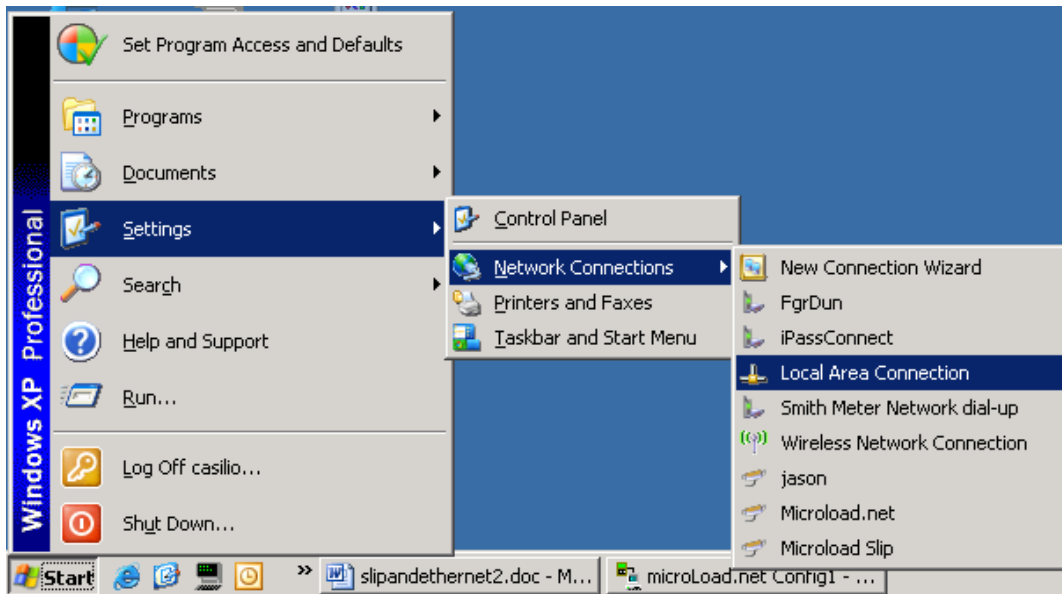 Windows XP Professional
Set Program Access and Defaults
Programs
Documents
Settings
Search
Help and Support
Run...
Log Off casilio...
Shut Down...
Control Panel
Network Connections
Printers and Faxes
Taskbar and Start Menu
New Connection Wizard
FgrDun
iPassConnect
Local Area Connection
Smith Meter Network dial-up
Wireless Network Connection
jason
Microload.net
Microload Slip
Start
»
slipandethernet2.doc - M...
microLoad.net Config1 - ...